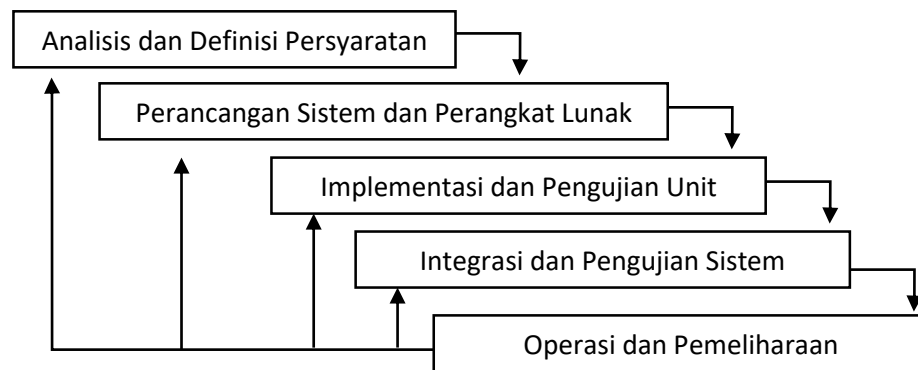 Analisis dan Definisi Persyaratan
Perancangan Sistem dan Perangkat Lunak
Implementasi dan Pengujian Unit
Integrasi dan Pengujian Sistem
Operasi dan Pemeliharaan